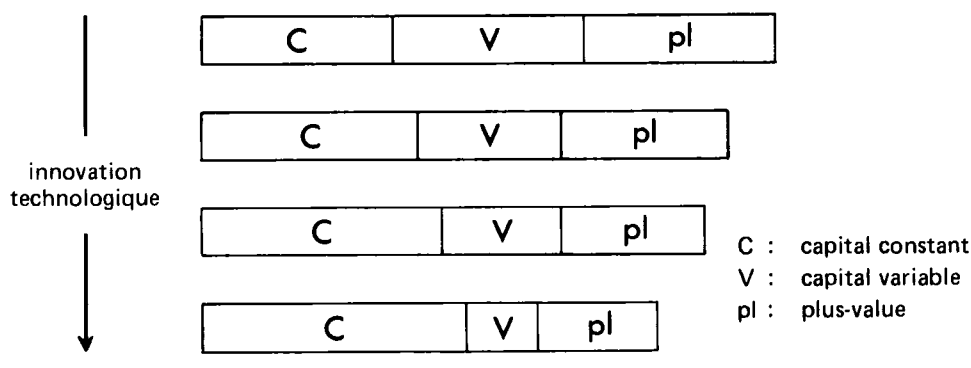 C V pl
C V pl
innovation
technologique
C V pl
C : capital constant
V : capital variable
pl : plus-value
C V pl